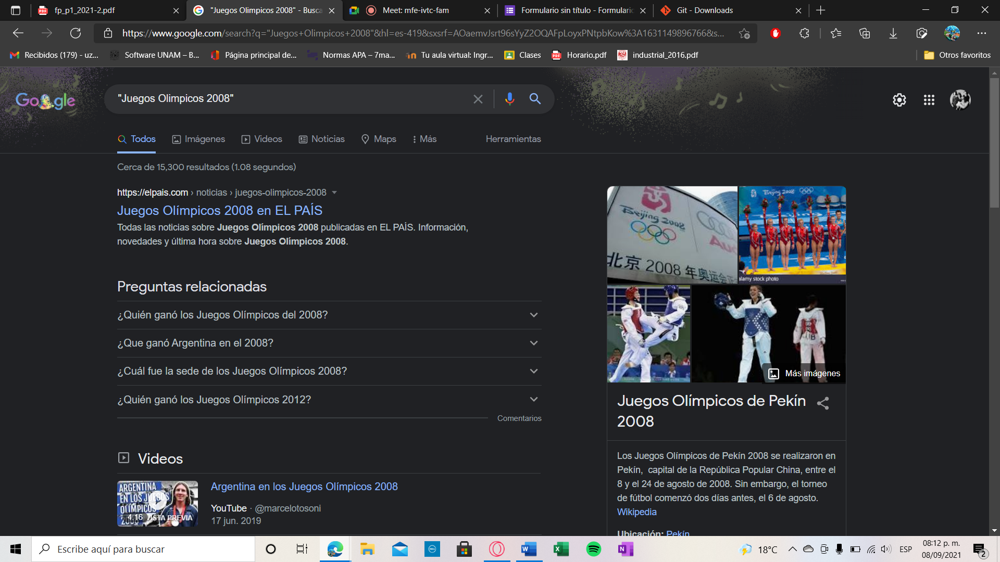 fp_p1_2021-2.pdf
"Juegos Olimpicos 2008" - Busca
Meet: mfe-ivtc-fam
Formulario sin título - Formulario
Git - Downloads
https://www.google.com/search?q="Juegos+Olimpicos+2008"&hl=es-419&sxsrf=AOaemvJsrt96sYyZ2OQAFpLoyxPNtpbKow%3A1631149896766&s...
Recibidos (179) - uz...
Software UNAM – B...
Página principal de...
Normas APA – 7ma...
Tu aula virtual: Ingr...
Clases
Horario.pdf
industrial_2016.pdf
Otros favoritos
Google
"Juegos Olimpicos 2008"
Todos
Imágenes
Videos
Noticias
Maps
Más
Herramientas
Cerca de 15,300 resultados (1.08 segundos)
https://elpais.com › noticias › juegos-olimpicos-2008
Juegos Olímpicos 2008 en EL PAÍS
Todas las noticias sobre Juegos Olímpicos 2008 publicadas en EL PAÍS. Información,
novedades y última hora sobre Juegos Olímpicos 2008.
Preguntas relacionadas
¿Quién ganó los Juegos Olímpicos del 2008?
¿Que ganó Argentina en el 2008?
¿Cuál fue la sede de los Juegos Olímpicos 2008?
¿Quién ganó los Juegos Olímpicos 2012?
Comentarios
Videos
ARGENTINA
EN LOS JUEGOS
OLÍMPICOS
2008
4:16
VISTA PREVIA
Argentina en los Juegos Olímpicos 2008
YouTube · @marcelotosoni
17 jun. 2019
Beijing 2008
Audi
北京 2008 年奥运会正
Beijing 2008
alamy stock photo
Más imágenes
Juegos Olímpicos de Pekín
2008
Los Juegos Olímpicos de Pekín 2008 se realizaron en
Pekín, capital de la República Popular China, entre el
8 y el 24 de agosto de 2008. Sin embargo, el torneo
de fútbol comenzó dos días antes, el 6 de agosto.
Wikipedia
Ubicación: Pekín
Escribe aquí para buscar
18°C
ESP
08:12 p. m.
08/09/2021
2